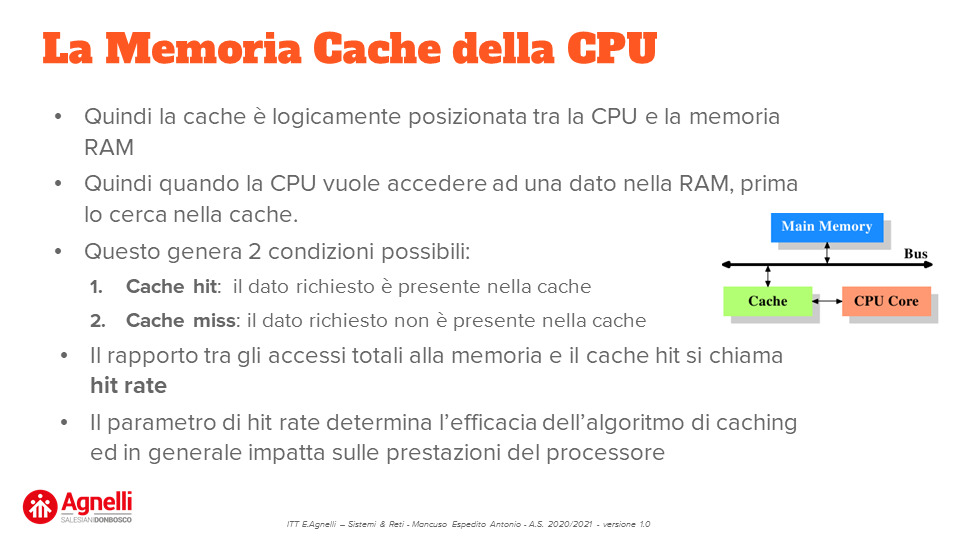 La Memoria Cache della CPU
• Quindi la cache è logicamente posizionata tra la CPU e la memoria
RAM
• Quindi quando la CPU vuole accedere ad una dato nella RAM, prima
lo cerca nella cache.
• Questo genera 2 condizioni possibili:
1. Cache hit: il dato richiesto è presente nella cache
2. Cache miss: il dato richiesto non è presente nella cache
• Il rapporto tra gli accessi totali alla memoria e il cache hit si chiama
hit rate
• Il parametro di hit rate determina l'efficacia dell'algoritmo di caching
ed in generale impatta sulle prestazioni del processore
Main Memory
Bus
Cache
CPU Core
Agnelli
SALESIANI DONBOSCO
ITT E.Agnelli – Sistemi & Reti - Mancuso Espedito Antonio - A.S. 2020/2021 - versione 1.0